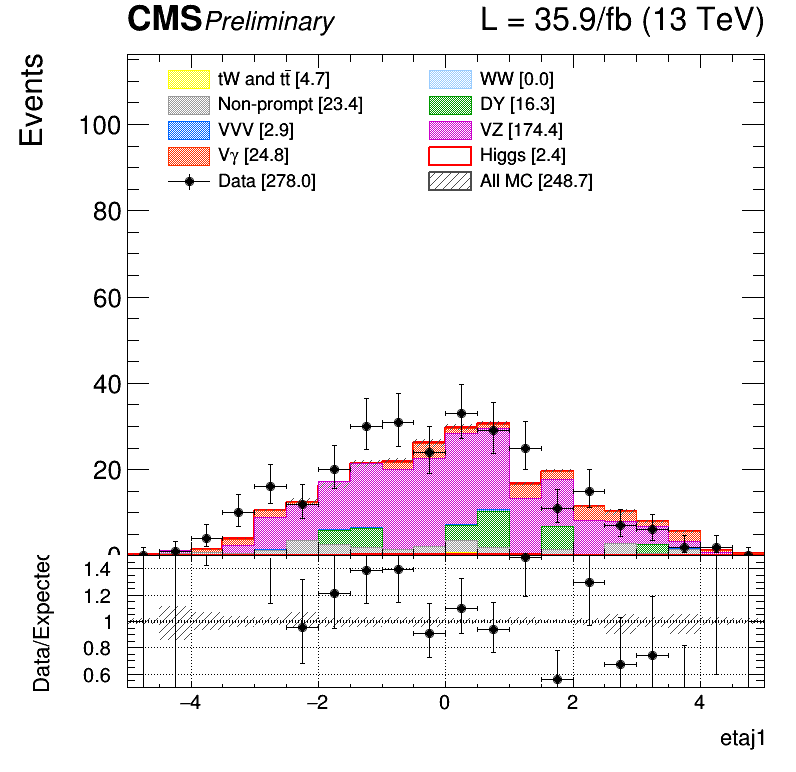 CMS Preliminary L = 35.9/fb (13 TeV)
Events
tW and tt̄ [4.7] WW [0.0]
Non-prompt [23.4] DY [16.3]
VVV [2.9] VZ [174.4]
Vγ [24.8] Higgs [2.4]
Data [278.0] All MC [248.7]
100
80
60
40
20
0
Data/Expected
1.4
1.2
1
0.8
0.6
−4 −2 0 2 4
etaj1